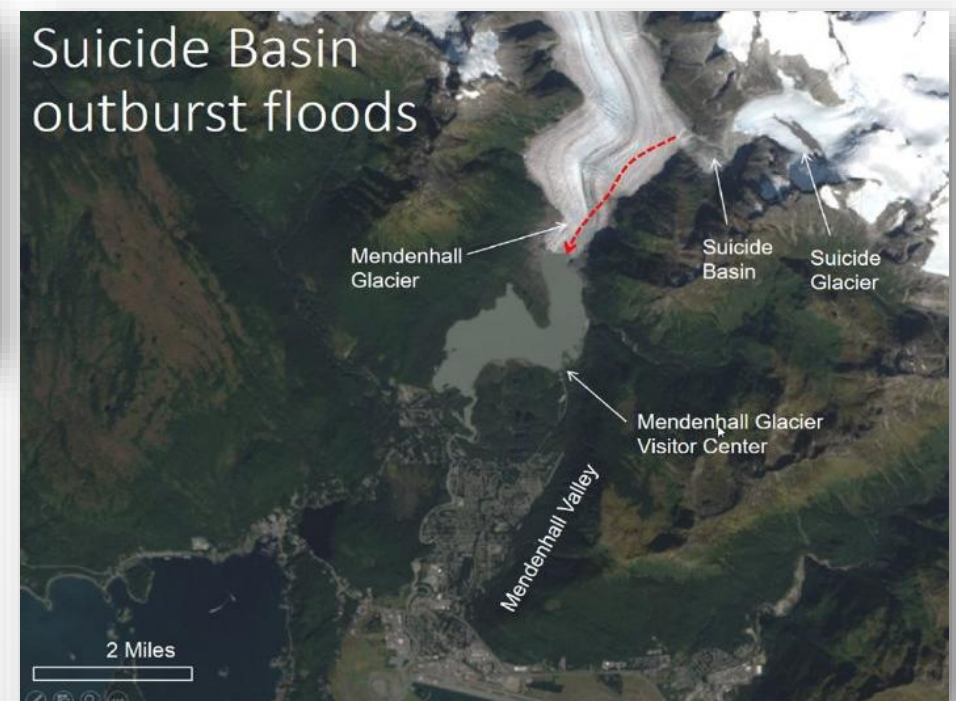 Suicide Basin
outburst floods
Mendenhall
Glacier
Suicide
Basin
Suicide
Glacier
Mendenhall Glacier
Visitor Center
Mendenhall Valley
2 Miles